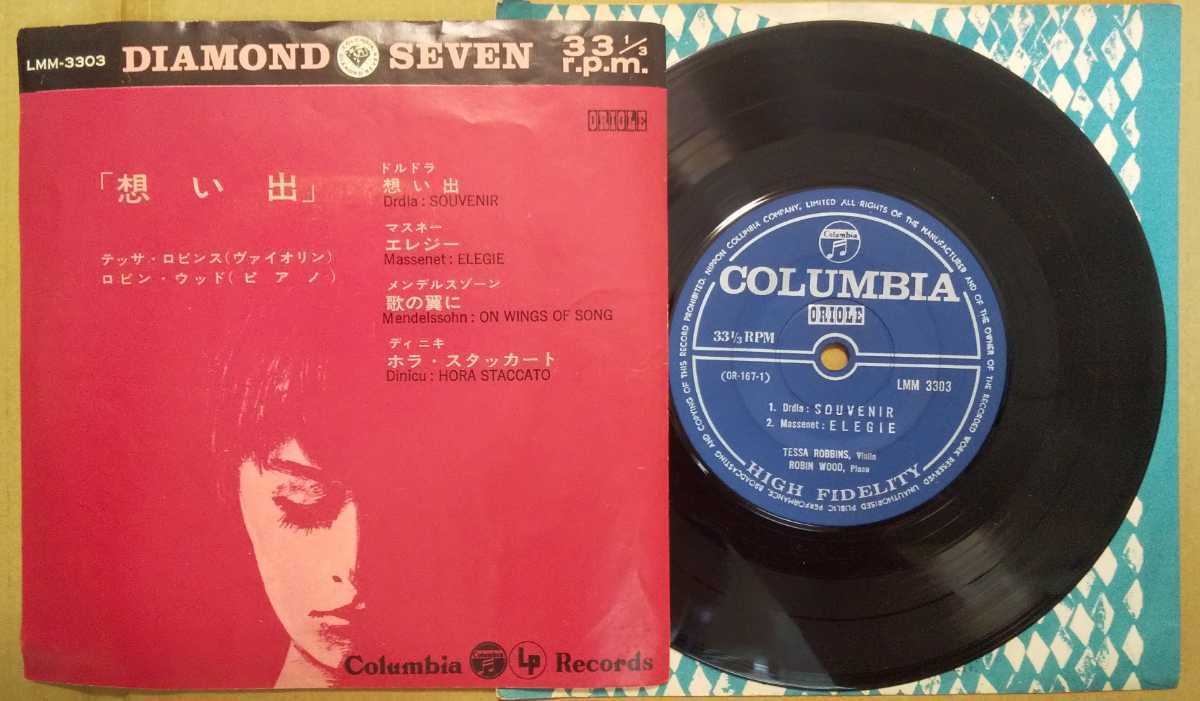 LMM-3303 DIAMOND SEVEN 33 1/3 r.p.m.
ORIOLE
「想い出」
テッサ・ロビンス(ヴァイオリン)
ロビン・ウッド(ピアノ)
ドルドラ
想い出
Drdla : SOUVENIR
マスネー
エレジー
Massenet : ELEGIE
メンデルスゾーン
歌の翼に
Mendelssohn : ON WINGS OF SONG
ディニキ
ホラ・スタッカート
Dinicu : HORA STACCATO
Columbia LP Records
NIPPON COLUMBIA COMPANY, LIMITED ALL RIGHTS OF THE MANUFACTURER AND OF THE OWNER OF THE RECORDED WORK RESERVED UNAUTHORISED PUBLIC PERFORMANCE BROADCASTING AND COPYING OF THIS RECORD PROHIBITED.
Columbia
COLUMBIA
ORIOLE
33 1/3 RPM
(OR-167-1)
LMM 3303
1. Drdla : SOUVENIR
2. Massenet : ELEGIE
TESSA ROBBINS, Violin
ROBIN WOOD, Piano
HIGH FIDELITY